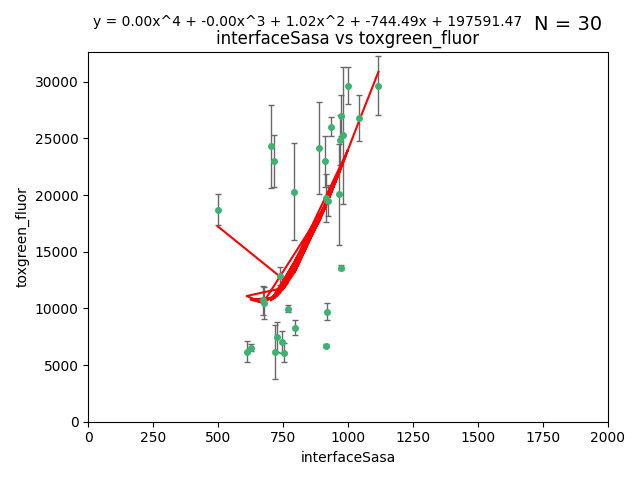 y = 0.00x^4 + -0.00x^3 + 1.02x^2 + -744.49x + 197591.47 N = 30
interfaceSasa vs toxgreen_fluor
30000
25000
20000
15000
10000
5000
0
toxgreen_fluor
0 250 500 750 1000 1250 1500 1750 2000
interfaceSasa